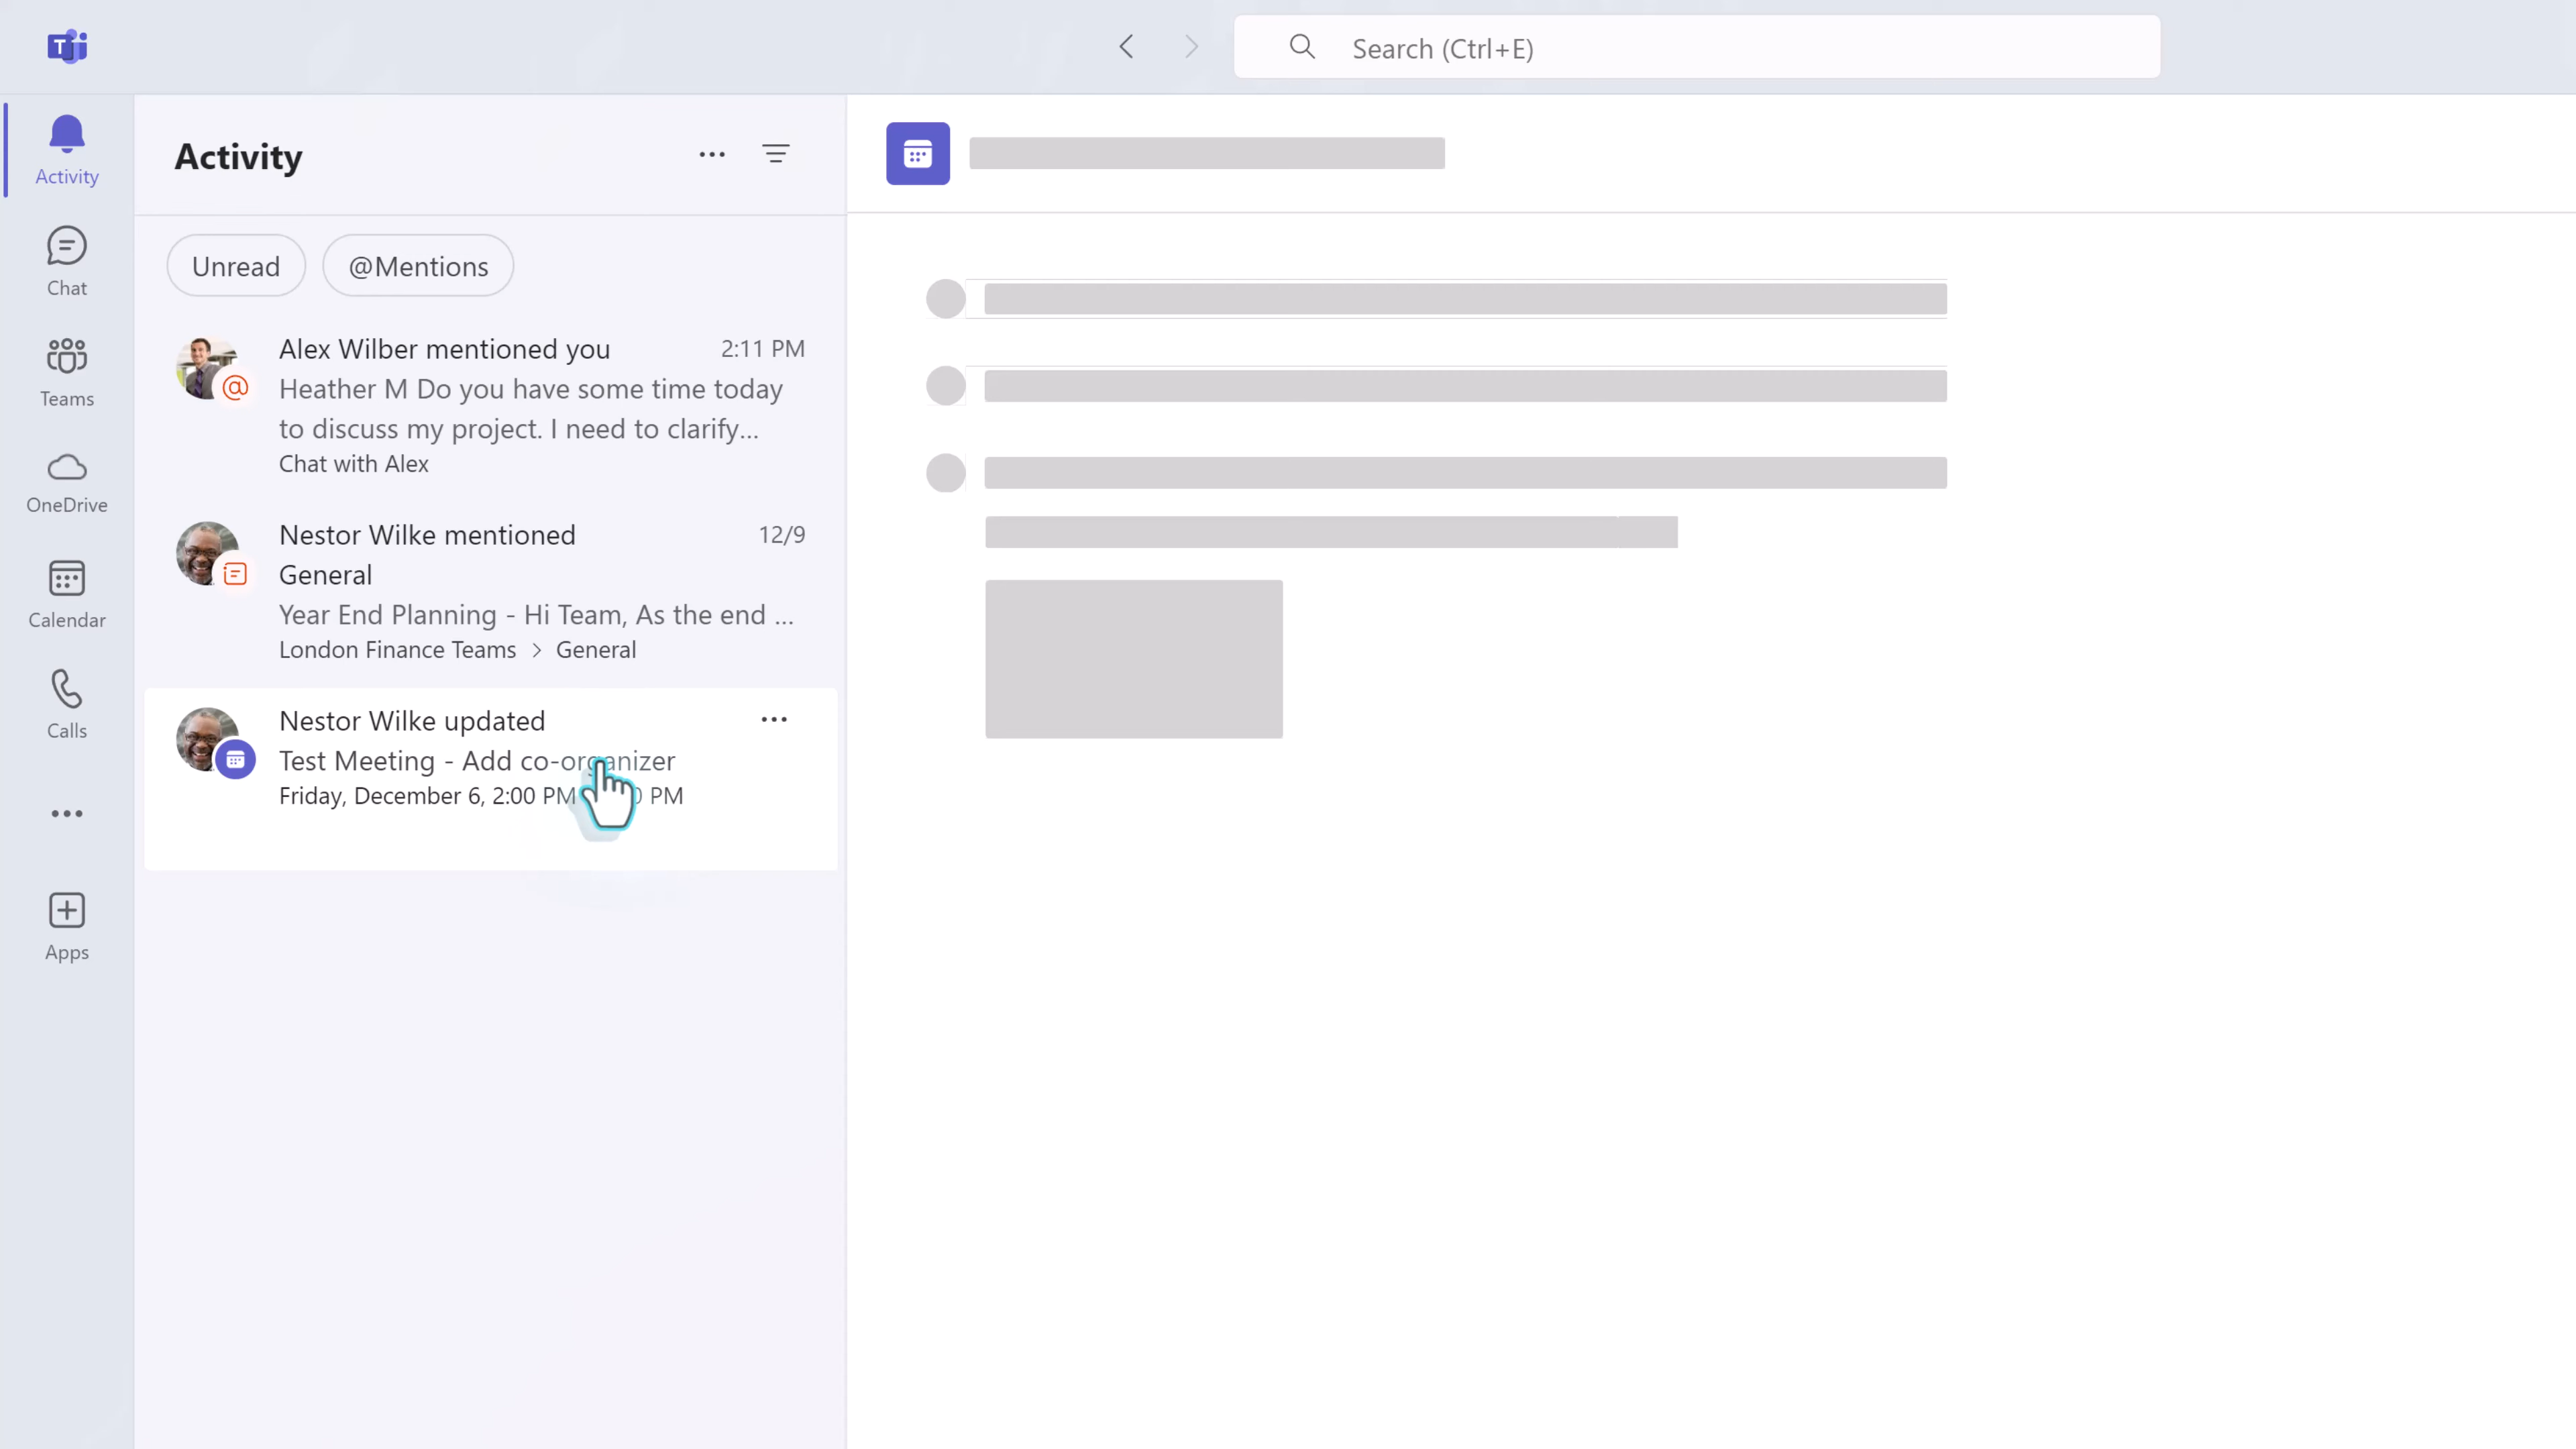 Search (Ctrl+E)
Activity
Chat
Teams
OneDrive
Calendar
Calls
Apps
Activity
Unread
@Mentions
Alex Wilber mentioned you
2:11 PM
Heather M Do you have some time today
to discuss my project. I need to clarify...
Chat with Alex
Nestor Wilke mentioned
12/9
General
Year End Planning - Hi Team, As the end ...
London Finance Teams > General
Nestor Wilke updated
Test Meeting - Add co-organizer
Friday, December 6, 2:00 PM PM